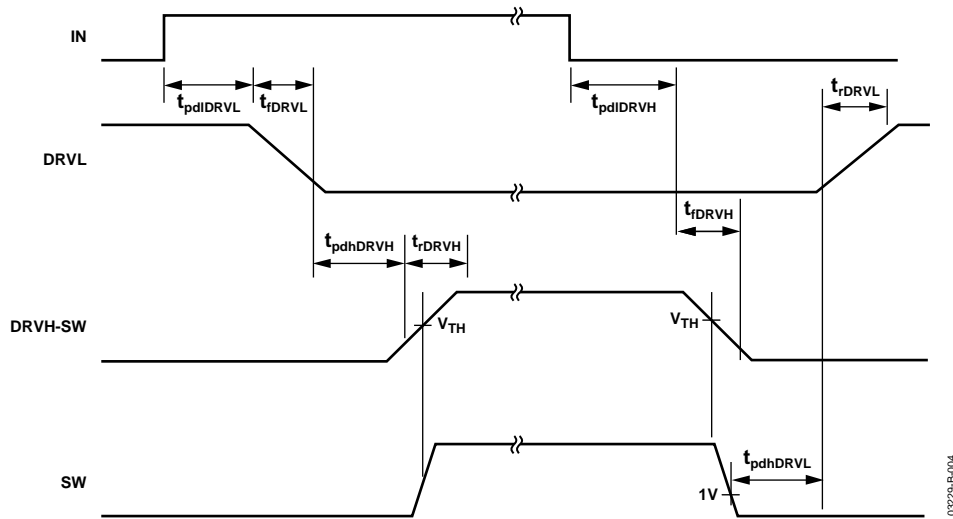 IN
tpdlDRVL
tfDRVL
tpdlDRVH
trDRVL
DRVL
tfDRVH
tpdhDRVH
trDRVH
DRVH-SW
VTH
VTH
tpdhDRVL
SW
1V
03229-B-004